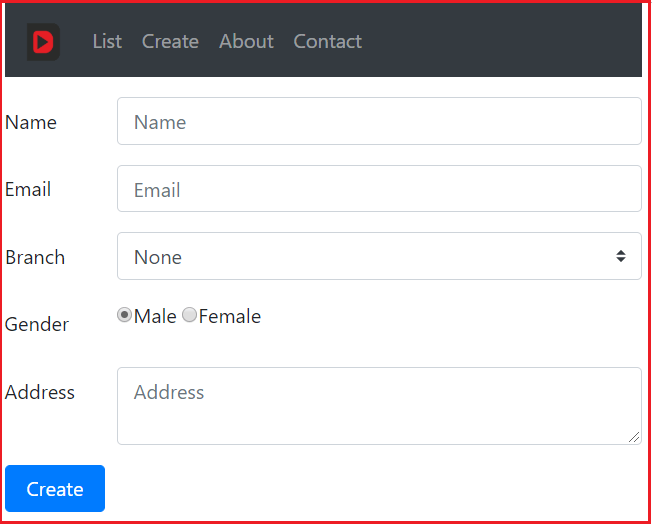 List Create About Contact
Name Name
Email Email
Branch None
Gender Male Female
Address Address
Create